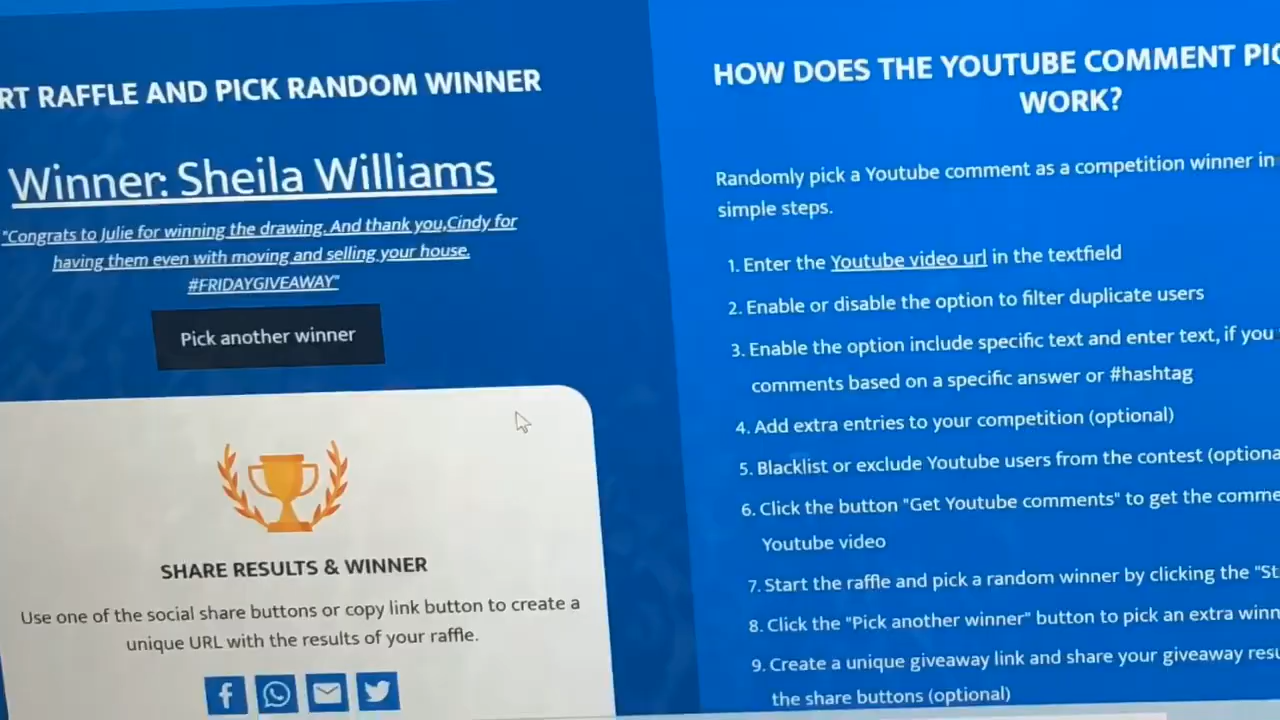 RT RAFFLE AND PICK RANDOM WINNER
Winner: Sheila Williams
"Congrats to Julie for winning the drawing. And thank you,Cindy for
having them even with moving and selling your house.
#FRIDAYGIVEAWAY"
Pick another winner
SHARE RESULTS & WINNER
Use one of the social share buttons or copy link button to create a
unique URL with the results of your raffle.
HOW DOES THE YOUTUBE COMMENT PIC
WORK?
Randomly pick a Youtube comment as a competition winner in
simple steps.
1. Enter the Youtube video url in the textfield
2. Enable or disable the option to filter duplicate users
3. Enable the option include specific text and enter text, if you
comments based on a specific answer or #hashtag
4. Add extra entries to your competition (optional)
5. Blacklist or exclude Youtube users from the contest (optiona
6. Click the button "Get Youtube comments" to get the comme
Youtube video
7. Start the raffle and pick a random winner by clicking the "St
8. Click the "Pick another winner" button to pick an extra winn
9. Create a unique giveaway link and share your giveaway resu
the share buttons (optional)